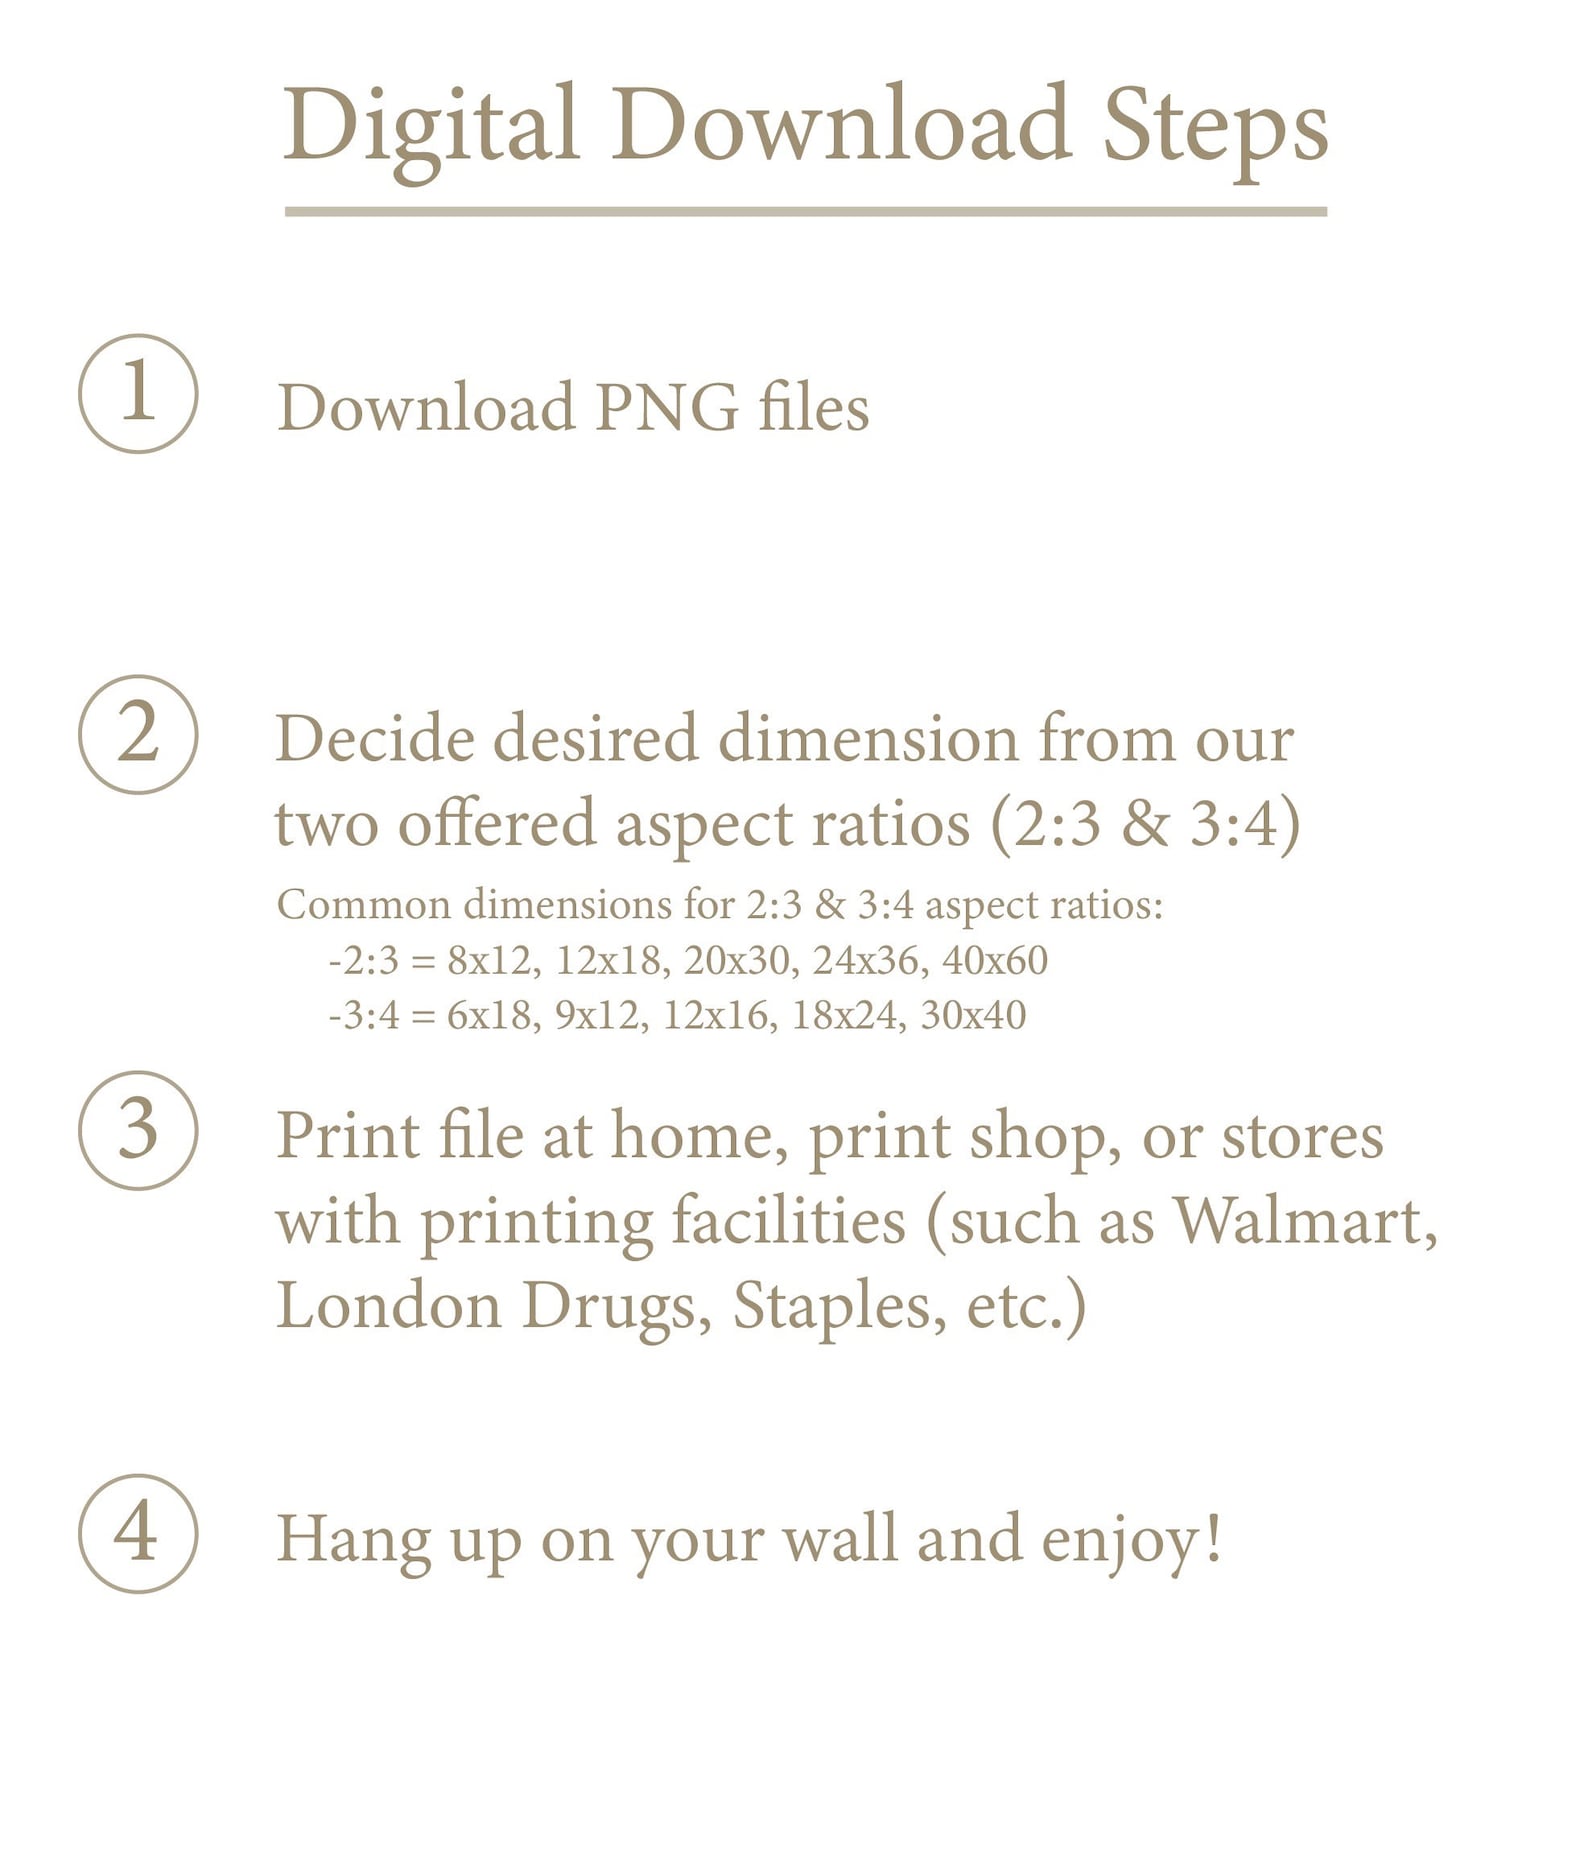 Digital Download Steps
1
Download PNG files
2
Decide desired dimension from our
two offered aspect ratios (2:3 & 3:4)
Common dimensions for 2:3 & 3:4 aspect ratios:
-2:3 = 8x12, 12x18, 20x30, 24x36, 40x60
-3:4 = 6x18, 9x12, 12x16, 18x24, 30x40
3
Print file at home, print shop, or stores
with printing facilities (such as Walmart,
London Drugs, Staples, etc.)
4
Hang up on your wall and enjoy!